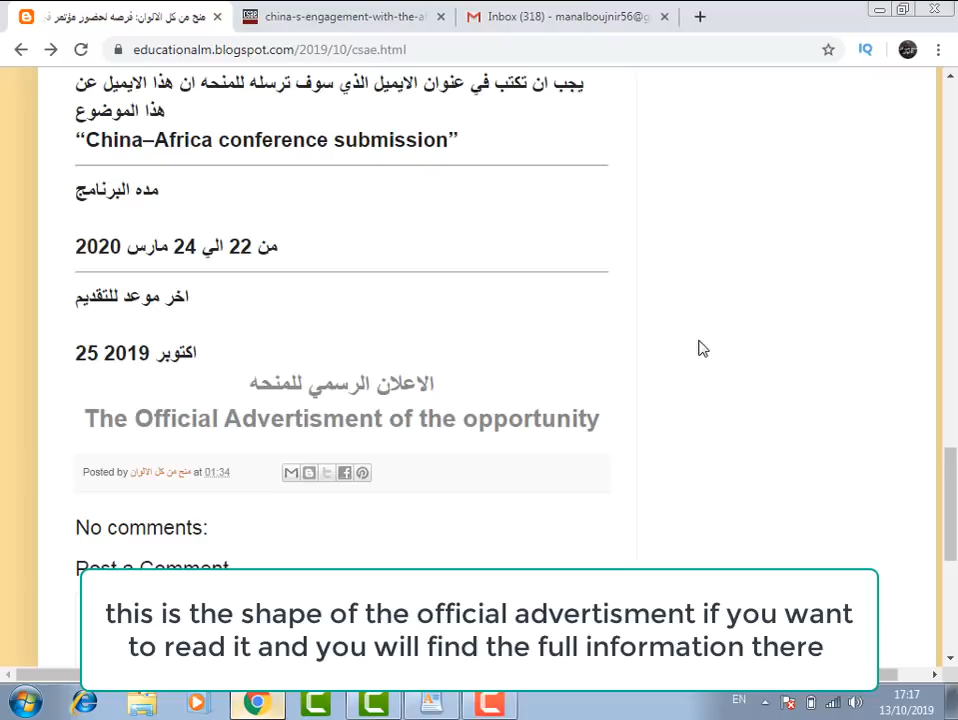 منح من كل الالوان: فرصه لحضور مؤتمر ف
china-s-engagement-with-the-af
Inbox (318) - manalboujnir56@g
educationalm.blogspot.com/2019/10/csae.html
IQ
يجب ان تكتب في عنوان الايميل الذي سوف ترسله للمنحه ان هذا الايميل عن
هذا الموضوع
“China–Africa conference submission”
مده البرنامج
من 22 الي 24 مارس 2020
اخر موعد للتقديم
25 اكتوبر 2019
الاعلان الرسمي للمنحه
The Official Advertisment of the opportunity
Posted by منح من كل الالوان at 01:34
No comments:
Post a Comment
this is the shape of the official advertisment if you want
to read it and you will find the full information there
EN
17:17
13/10/2019